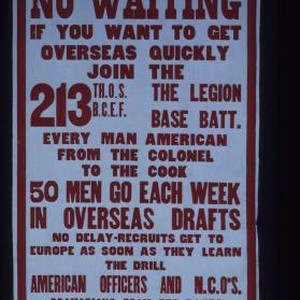 NO WAITING
IF YOU WANT TO GET
OVERSEAS QUICKLY
JOIN THE
213 TH.O.S. B.C.E.F. THE LEGION
BASE BATT.
EVERY MAN AMERICAN
FROM THE COLONEL
TO THE COOK
50 MEN GO EACH WEEK
IN OVERSEAS DRAFTS
NO DELAY-RECRUITS GET TO
EUROPE AS SOON AS THEY LEARN
THE DRILL
AMERICAN OFFICERS AND N.C.O'S.